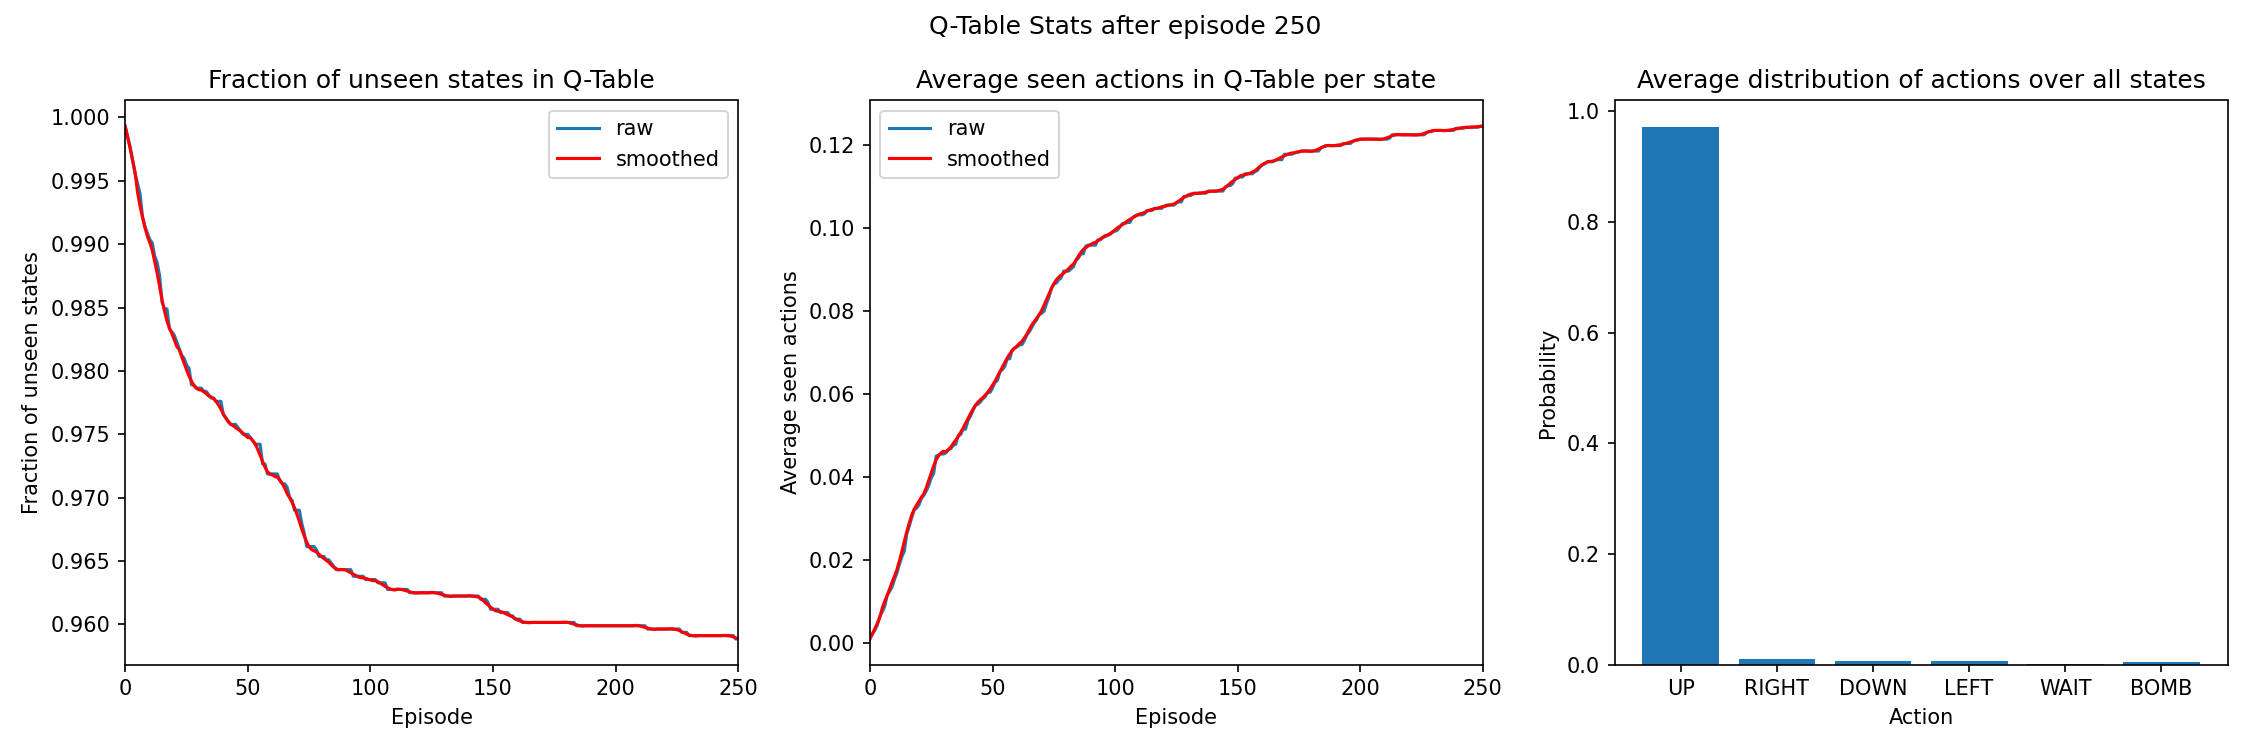 Q-Table Stats after episode 250
Fraction of unseen states in Q-Table
Fraction of unseen states
1.000
0.995
0.990
0.985
0.980
0.975
0.970
0.965
0.960
raw
smoothed
0 50 100 150 200 250
Episode
Average seen actions in Q-Table per state
Average seen actions
0.12
0.10
0.08
0.06
0.04
0.02
0.00
raw
smoothed
0 50 100 150 200 250
Episode
Average distribution of actions over all states
Probability
1.0
0.8
0.6
0.4
0.2
0.0
UP RIGHT DOWN LEFT WAIT BOMB
Action